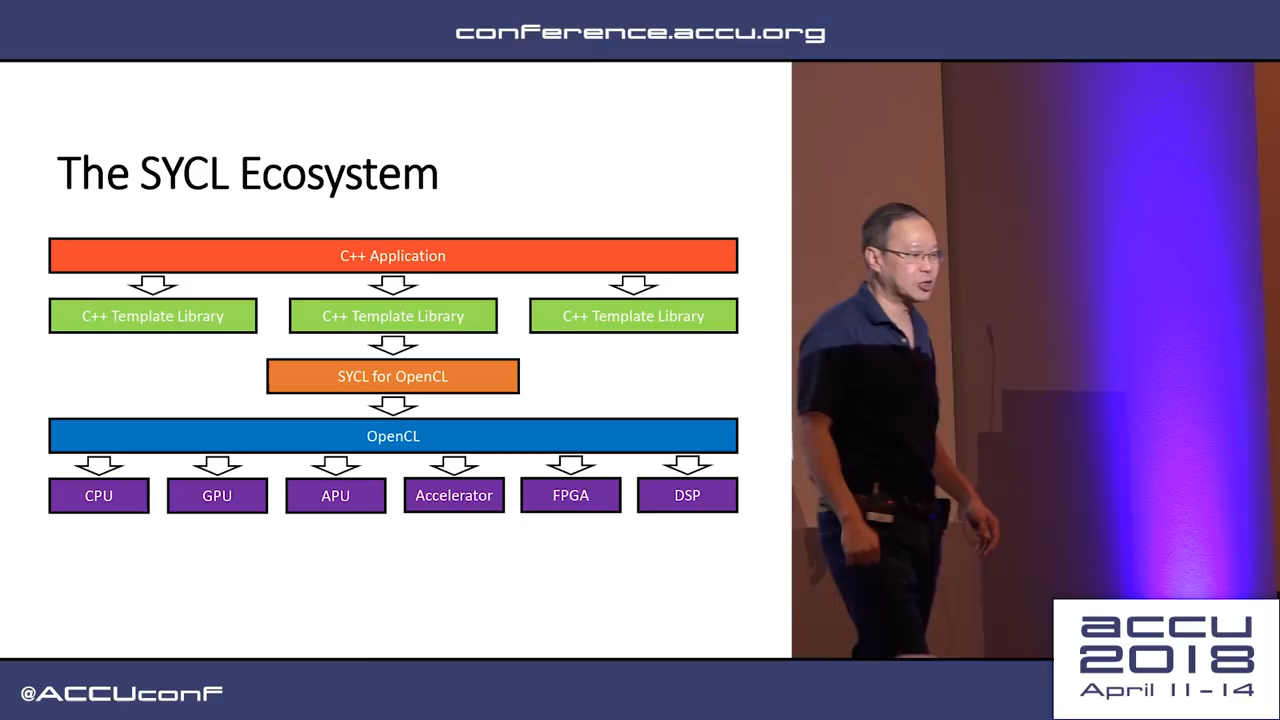 conference.accu.org
The SYCL Ecosystem
C++ Application
C++ Template Library
C++ Template Library
C++ Template Library
SYCL for OpenCL
OpenCL
CPU
GPU
APU
Accelerator
FPGA
DSP
accu
2018
April 11-14
@ACCUconf